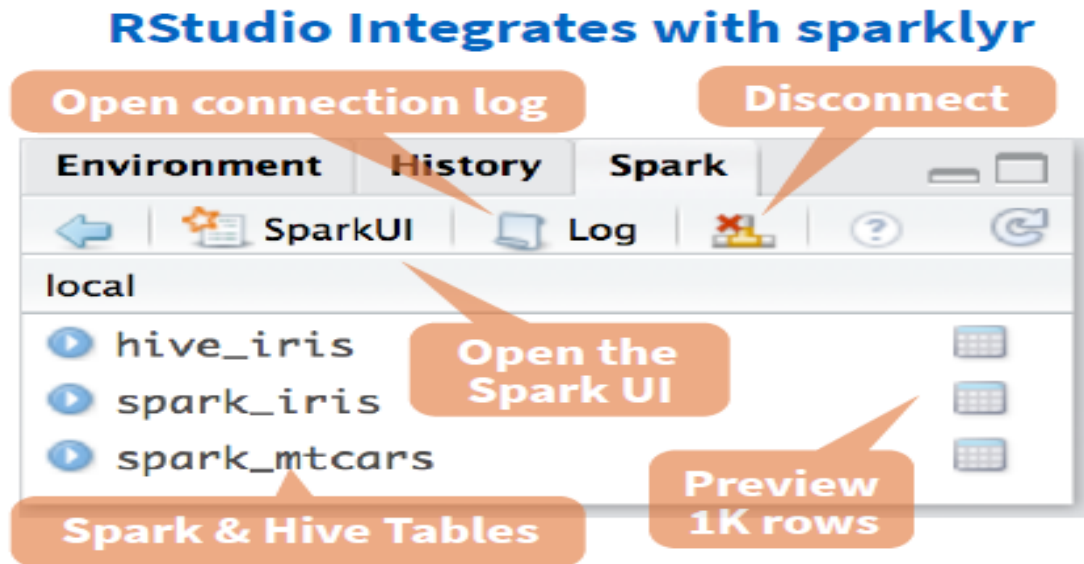 RStudio Integrates with sparklyr
Open connection log
Disconnect
Environment History Spark
SparkUI Log ?
local
hive_iris
spark_iris
spark_mtcars
Open the
Spark UI
Preview
1K rows
Spark & Hive Tables